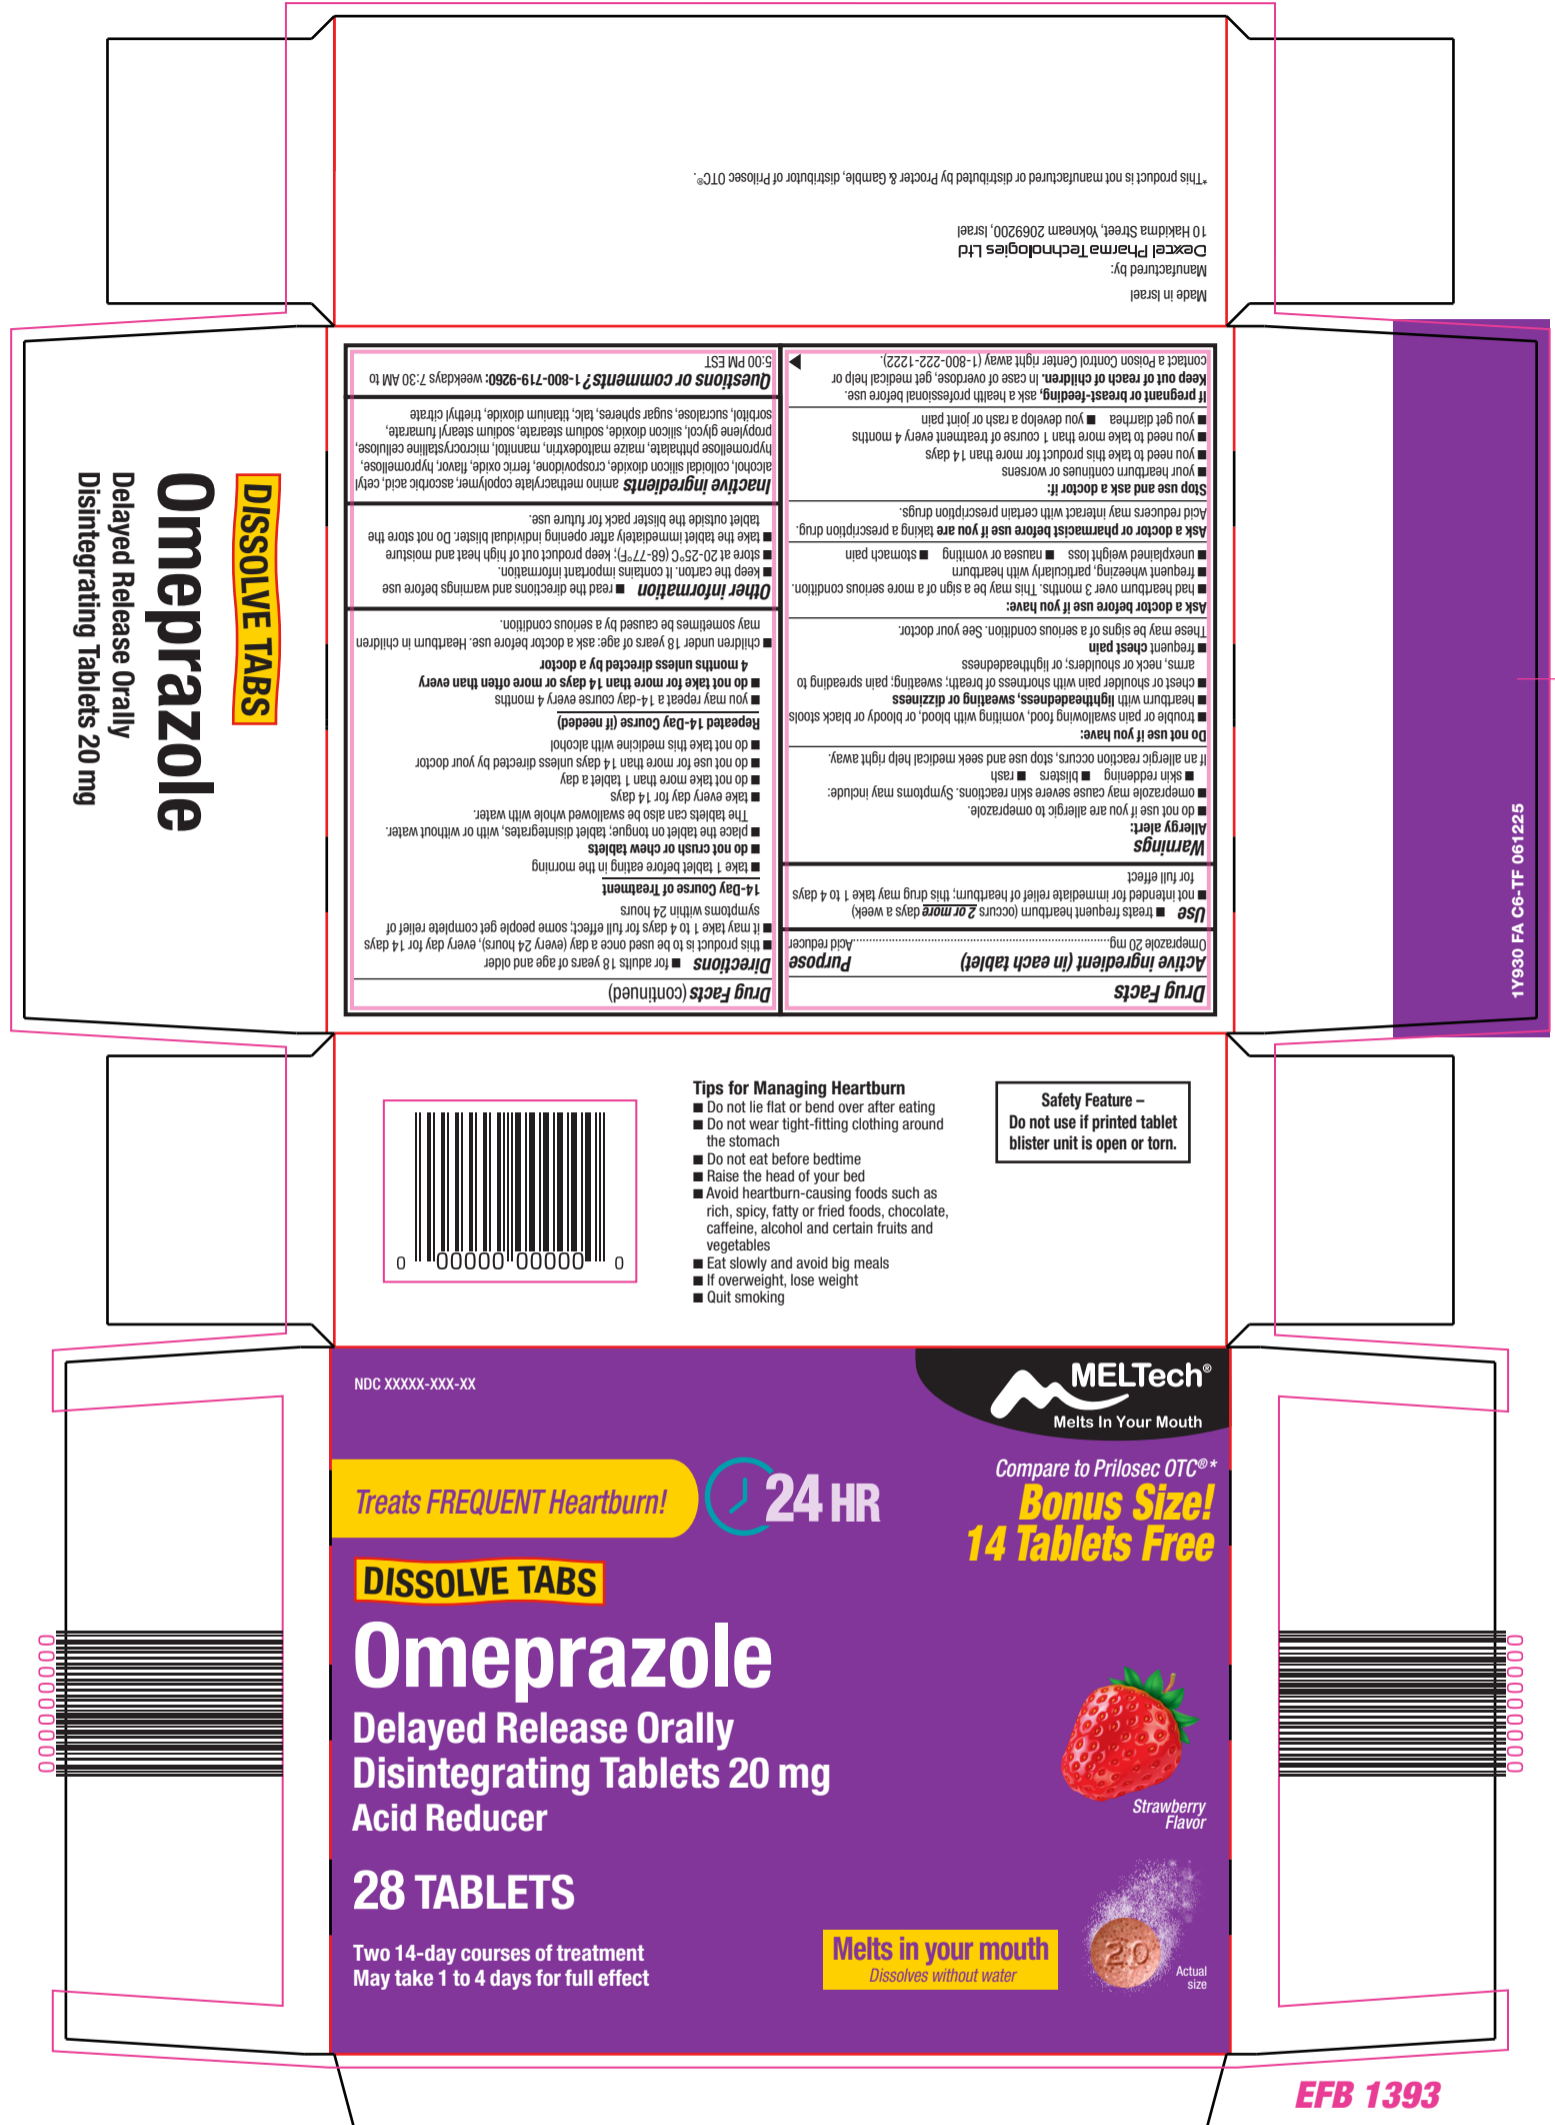 *This product is not manufactured or distributed by Procter & Gamble, distributor of Prilosec OTC®.
10 Hakidma Street, Yokneam 2069200, Israel
Dexcel Pharma Technologies Ltd
Manufactured by:
Made in Israel
DISSOLVE TABS
Omeprazole
Delayed Release Orally
Disintegrating Tablets 20 mg
Drug Facts
Active ingredient (in each tablet) Purpose
Omeprazole 20 mg....................Acid reducer
Use ■ treats frequent heartburn (occurs 2 or more days a week)
■ not intended for immediate relief of heartburn; this drug may take 1 to 4 days
for full effect
Warnings
Allergy alert:
■ do not use if you are allergic to omeprazole.
■ omeprazole may cause severe skin reactions. Symptoms may include:
■ skin reddening ■ blisters ■ rash
If an allergic reaction occurs, stop use and seek medical help right away.
Do not use if you have:
■ trouble or pain swallowing food, vomiting with blood, or bloody or black stools
■ heartburn with lightheadedness, sweating or dizziness
■ chest or shoulder pain with shortness of breath; sweating; pain spreading to
arms, neck or shoulders; or lightheadedness
■ frequent chest pain
These may be signs of a serious condition. See your doctor.
Ask a doctor before use if you have:
■ had heartburn over 3 months. This may be a sign of a more serious condition.
■ frequent wheezing, particularly with heartburn
■ unexplained weight loss ■ nausea or vomiting ■ stomach pain
Ask a doctor or pharmacist before use if you are taking a prescription drug.
Acid reducers may interact with certain prescription drugs.
Stop use and ask a doctor if:
■ your heartburn continues or worsens
■ you need to take this product for more than 14 days
■ you need to take more than 1 course of treatment every 4 months
■ you get diarrhea ■ you develop a rash or joint pain
If pregnant or breast-feeding, ask a health professional before use.
Keep out of reach of children. In case of overdose, get medical help or
contact a Poison Control Center right away (1-800-222-1222).
Drug Facts (continued)
Directions ■ for adults 18 years of age and older
■ this product is to be used once a day (every 24 hours), every day for 14 days
■ it may take 1 to 4 days for full effect; some people get complete relief of
symptoms within 24 hours
14-Day Course of Treatment
■ take 1 tablet before eating in the morning
■ do not crush or chew tablets
■ place the tablet on tongue; tablet disintegrates, with or without water.
The tablets can also be swallowed whole with water.
■ take every day for 14 days
■ do not take more than 1 tablet a day
■ do not use for more than 14 days unless directed by your doctor
■ do not take this medicine with alcohol
Repeated 14-Day Course (if needed)
■ you may repeat a 14-day course every 4 months
■ do not take for more than 14 days or more often than every
4 months unless directed by a doctor
■ children under 18 years of age: ask a doctor before use. Heartburn in children
may sometimes be caused by a serious condition.
Other information ■ read the directions and warnings before use
■ keep the carton. It contains important information.
■ store at 20-25°C (68-77°F); keep product out of high heat and moisture
■ take the tablet immediately after opening individual blister. Do not store the
tablet outside the blister pack for future use.
Inactive ingredients amino methacrylate copolymer, ascorbic acid, cetyl
alcohol, colloidal silicon dioxide, crospovidone, ferric oxide, flavor, hypromellose,
hypromellose phthalate, maize maltodextrin, mannitol, microcrystalline cellulose,
propylene glycol, silicon dioxide, sodium stearate, sodium stearyl fumarate,
sorbitol, sucralose, sugar spheres, talc, titanium dioxide, triethyl citrate
Questions or comments? 1-800-719-9260: weekdays 7:30 AM to
5:00 PM EST
1Y930 FA C6-TF 061225
0 00000 00000 0
Tips for Managing Heartburn
■ Do not lie flat or bend over after eating
■ Do not wear tight-fitting clothing around
the stomach
■ Do not eat before bedtime
■ Raise the head of your bed
■ Avoid heartburn-causing foods such as
rich, spicy, fatty or fried foods, chocolate,
caffeine, alcohol and certain fruits and
vegetables
■ Eat slowly and avoid big meals
■ If overweight, lose weight
■ Quit smoking
Safety Feature –
Do not use if printed tablet
blister unit is open or torn.
NDC XXXXX-XXX-XX
MELTech®
Melts In Your Mouth
Treats FREQUENT Heartburn!
24 HR
Compare to Prilosec OTC®*
Bonus Size!
14 Tablets Free
DISSOLVE TABS
Omeprazole
Delayed Release Orally
Disintegrating Tablets 20 mg
Acid Reducer
Strawberry
Flavor
28 TABLETS
Two 14-day courses of treatment
May take 1 to 4 days for full effect
Melts in your mouth
Dissolves without water
20
Actual
size
000000000
000000000
EFB 1393